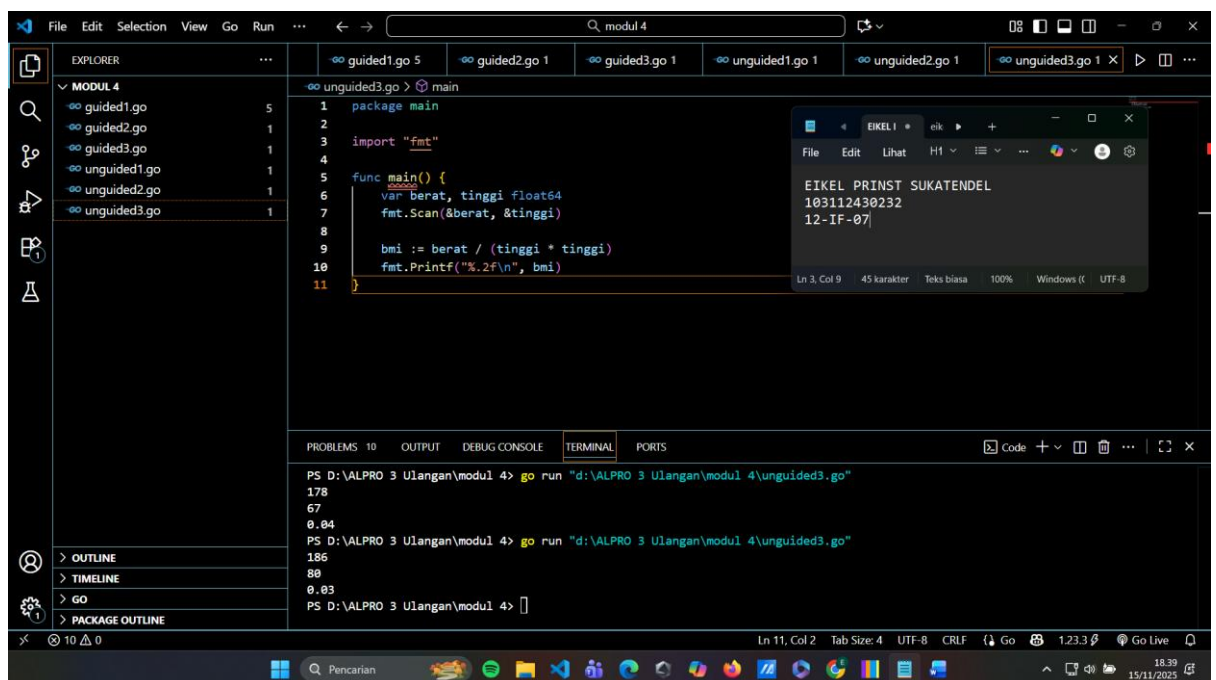 File Edit Selection View Go Run ... modul 4
EXPLORER
guided1.go 5 guided2.go 1 guided3.go 1 unguided1.go 1 unguided2.go 1 unguided3.go 1
MODUL 4
guided1.go 5
guided2.go 1
guided3.go 1
unguided1.go 1
unguided2.go 1
unguided3.go 1
unguided3.go > main
1 package main
2
3 import "fmt"
4
5 func main() {
6 var berat, tinggi float64
7 fmt.Scan(&berat, &tinggi)
8
9 bmi := berat / (tinggi * tinggi)
10 fmt.Printf("%.2f\n", bmi)
11 }
EIKEL I eik
File Edit Lihat H1
EIKEL PRINST SUKATENDEL
103112430232
12-IF-07
Ln 3, Col 9 45 karakter Teks biasa 100% Windows (( UTF-8
PROBLEMS 10 OUTPUT DEBUG CONSOLE TERMINAL PORTS
Code
PS D:\ALPRO 3 Ulangan\modul 4> go run "d:\ALPRO 3 Ulangan\modul 4\unguided3.go"
178
67
0.04
PS D:\ALPRO 3 Ulangan\modul 4> go run "d:\ALPRO 3 Ulangan\modul 4\unguided3.go"
186
80
0.03
PS D:\ALPRO 3 Ulangan\modul 4>
OUTLINE
TIMELINE
GO
PACKAGE OUTLINE
10 0 Ln 11, Col 2 Tab Size: 4 UTF-8 CRLF Go 1.23.3 Go Live
Pencarian
18.39
15/11/2025